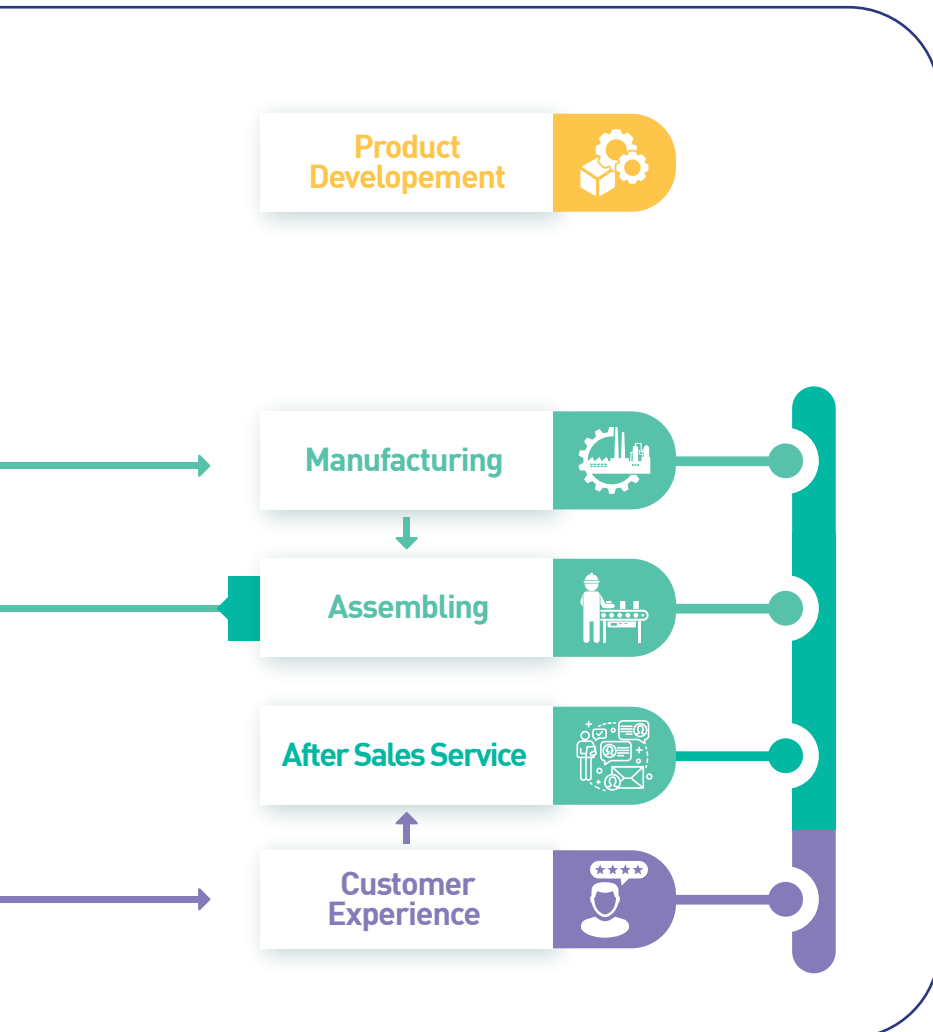 Product
Developement
Manufacturing
Assembling
After Sales Service
Customer
Experience